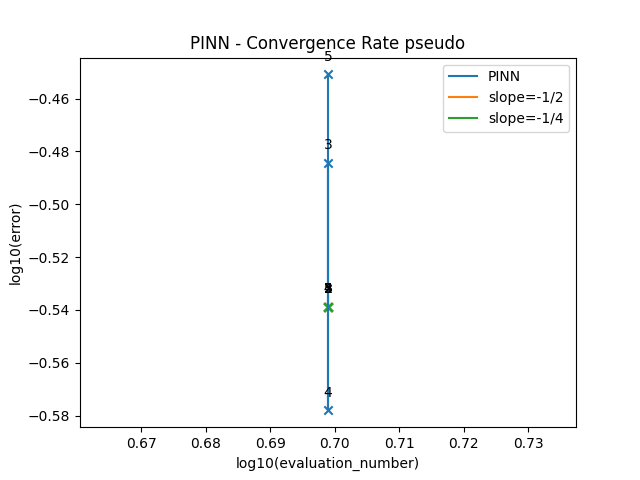 PINN - Convergence Rate pseudo
5
PINN
slope=-1/2
slope=-1/4
3
4
−0.46
−0.48
−0.50
−0.52
−0.54
−0.56
−0.58
log10(error)
0.67
0.68
0.69
0.70
0.71
0.72
0.73
log10(evaluation_number)